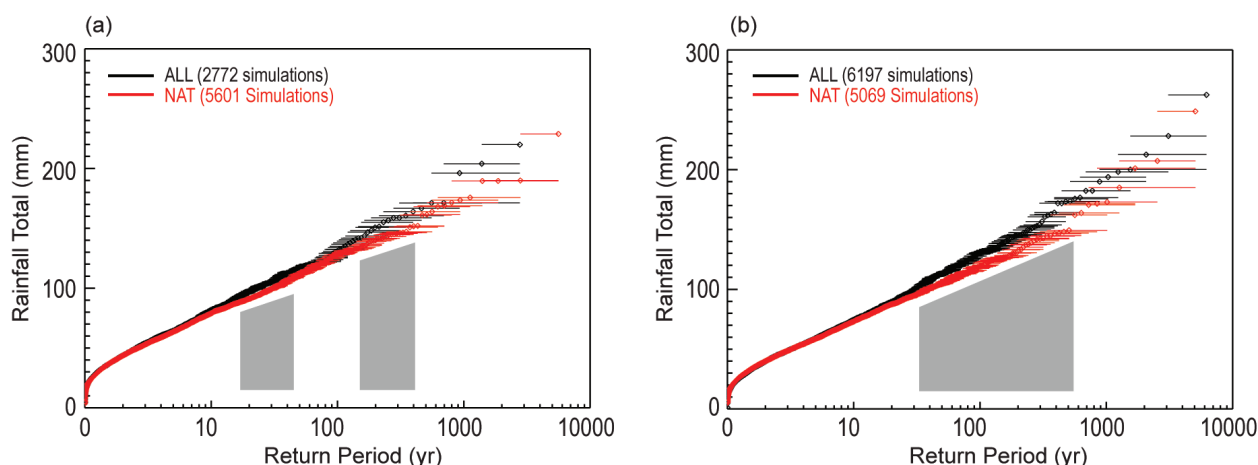 (a)
300
ALL (2772 simulations)
NAT (5601 Simulations)
200
100
0
Rainfall Total (mm)
0 10 100 1000 10000
Return Period (yr)
(b)
300
ALL (6197 simulations)
NAT (5069 Simulations)
200
100
0
Rainfall Total (mm)
0 10 100 1000 10000
Return Period (yr)